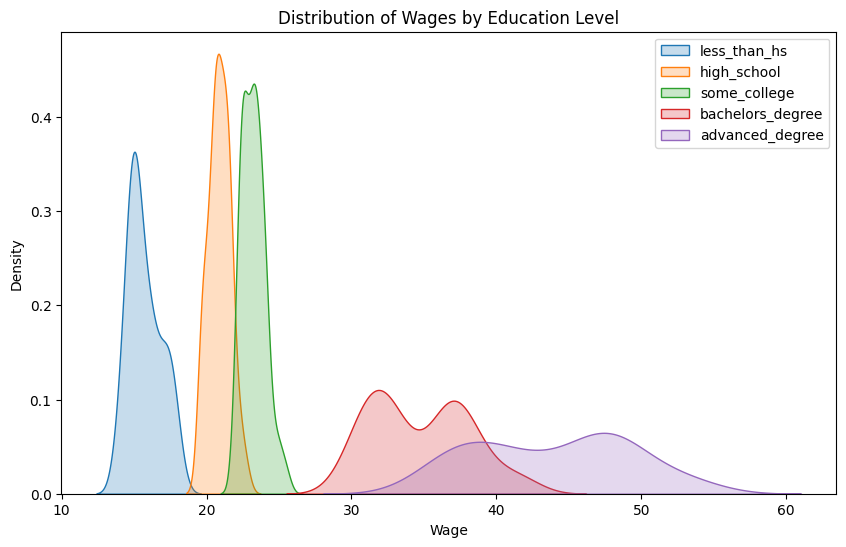 Distribution of Wages by Education Level
less_than_hs
high_school
some_college
bachelors_degree
advanced_degree
Density
0.4
0.3
0.2
0.1
0.0
10
20
30
40
50
60
Wage